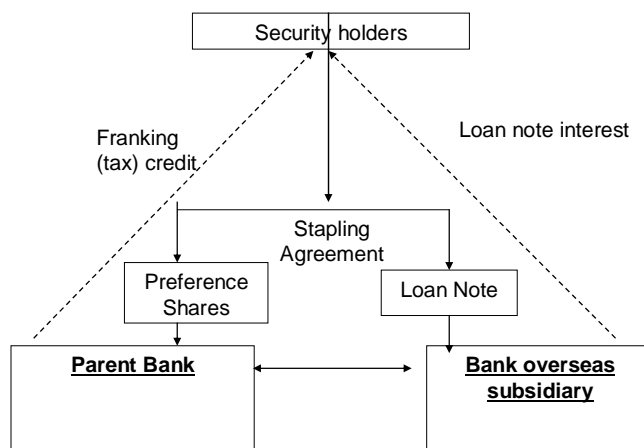 Security holders
Franking
(tax) credit
Loan note interest
Stapling
Agreement
Preference
Shares
Loan Note
Parent Bank
Bank overseas
subsidiary